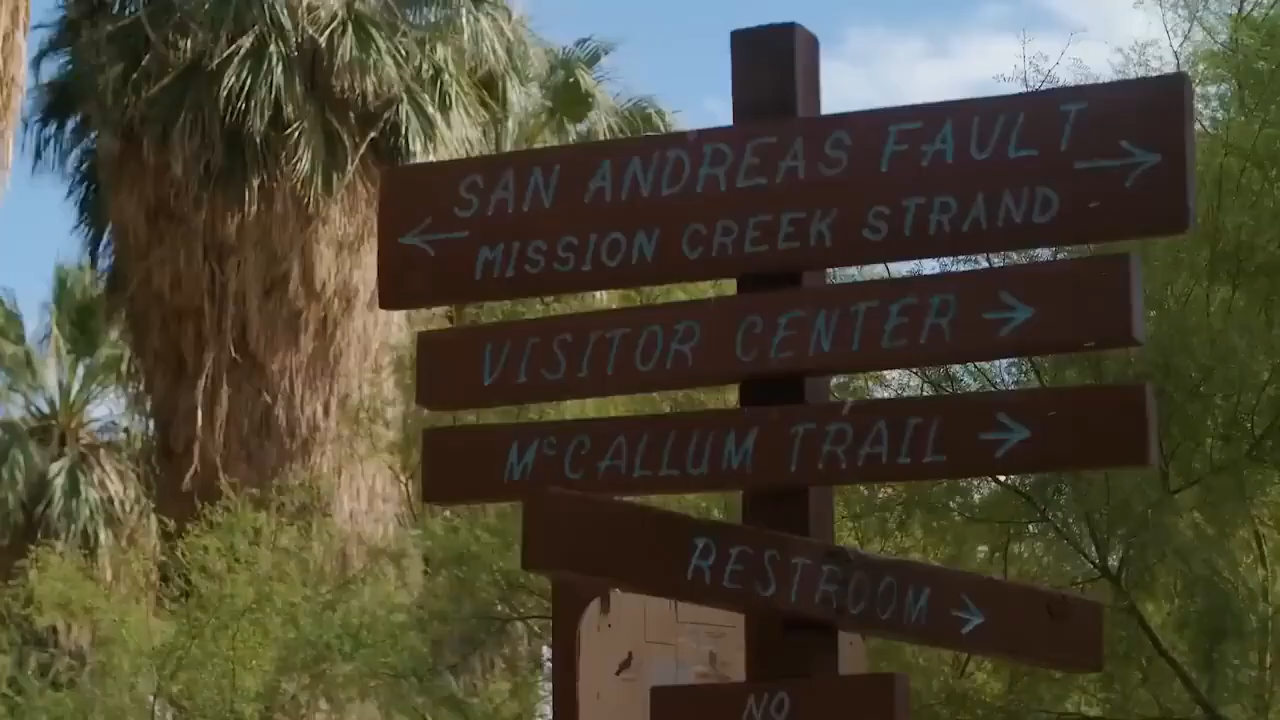 SAN ANDREAS FAULT →
← MISSION CREEK STRAND
VISITOR CENTER →
McCALLUM TRAIL →
RESTROOM →
NO